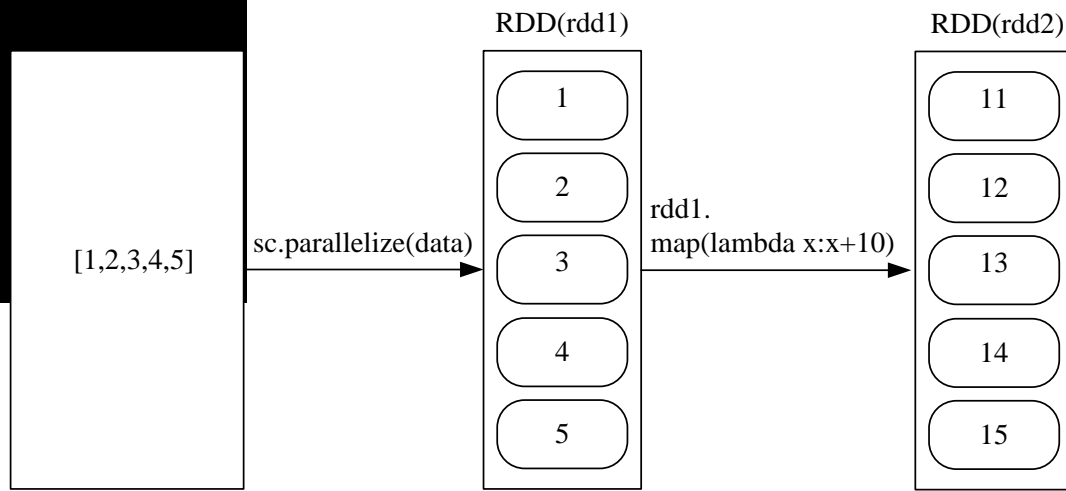 [1,2,3,4,5]
sc.parallelize(data)
RDD(rdd1)
1
2
3
4
5
rdd1.
map(lambda x:x+10)
RDD(rdd2)
11
12
13
14
15